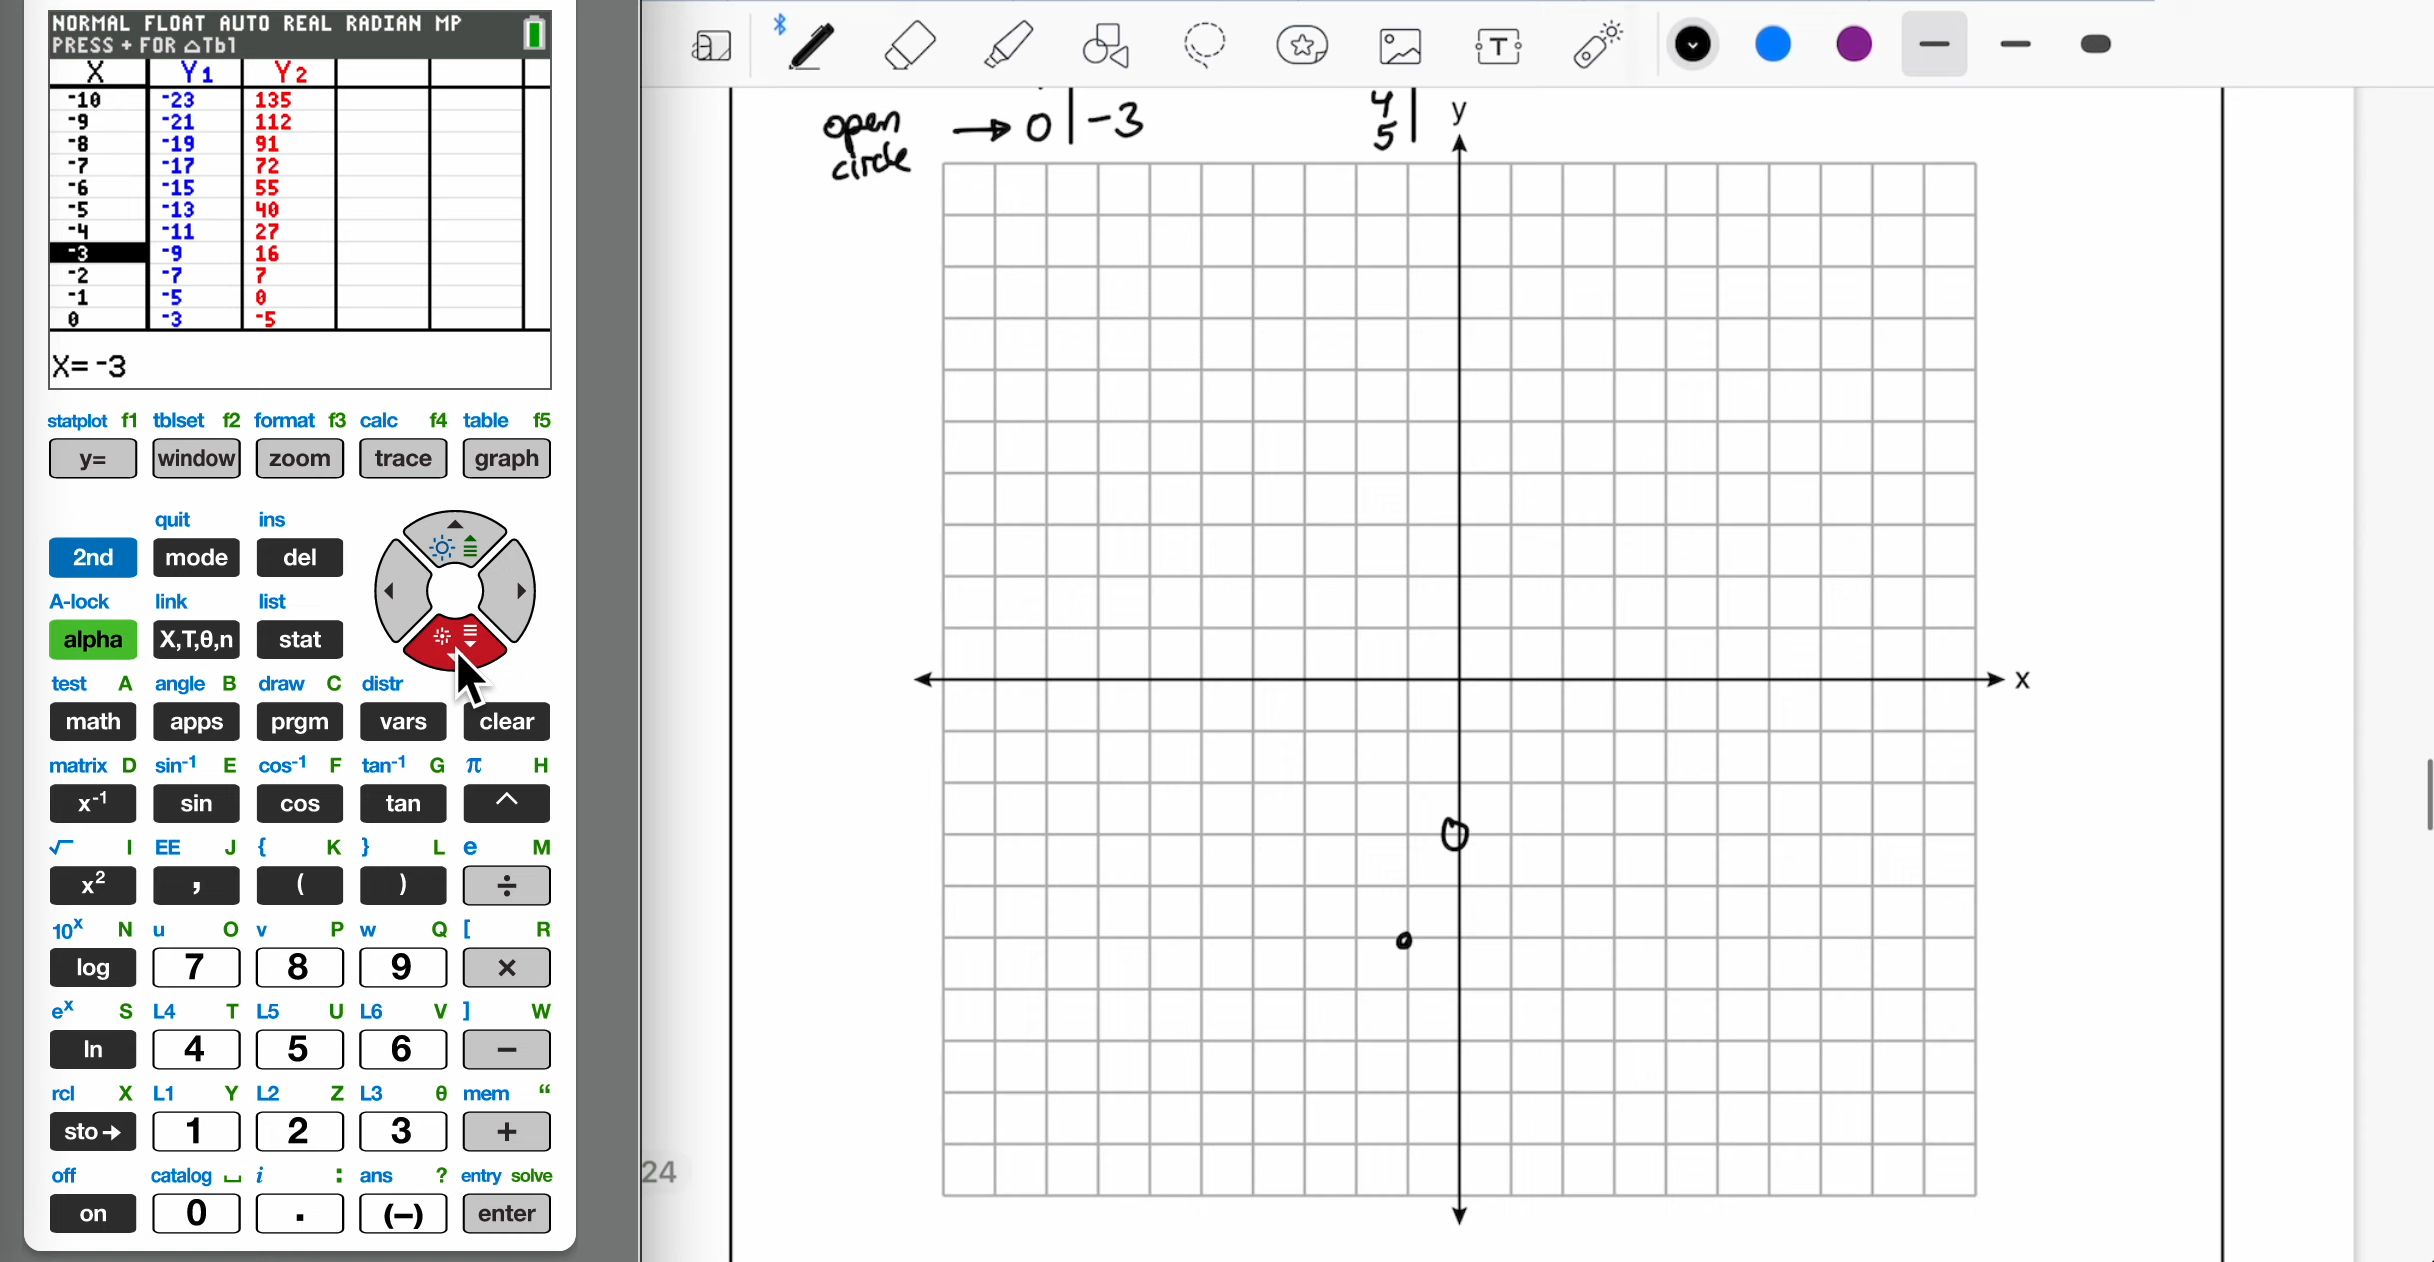 NORMAL FLOAT AUTO REAL RADIAN MP
PRESS + FOR △Tbl
X Y1 Y2
-10 -23 135
-9 -21 112
-8 -19 91
-7 -17 72
-6 -15 55
-5 -13 40
-4 -11 27
-3 -9 16
-2 -7 7
-1 -5 0
0 -3 -5
X= -3
statplot f1 tblset f2 format f3 calc f4 table f5
y= window zoom trace graph
quit ins
2nd mode del
A-lock link list
alpha X,T,θ,n stat
test A angle B draw C distr
math apps prgm vars clear
matrix D sin-1 E cos-1 F tan-1 G π H
x-1 sin cos tan ^
√ I EE J { K } L e M
x2 , ( ) ÷
10x N u O v P w Q [ R
log 7 8 9 ×
ex S L4 T L5 U L6 V ] W
ln 4 5 6 −
rcl X L1 Y L2 Z L3 θ mem “
sto→ 1 2 3 +
off catalog ⎵ i : ans ? entry solve
on 0 . (−) enter
a T
open → 0 | -3
circle
4
5
y
x
24